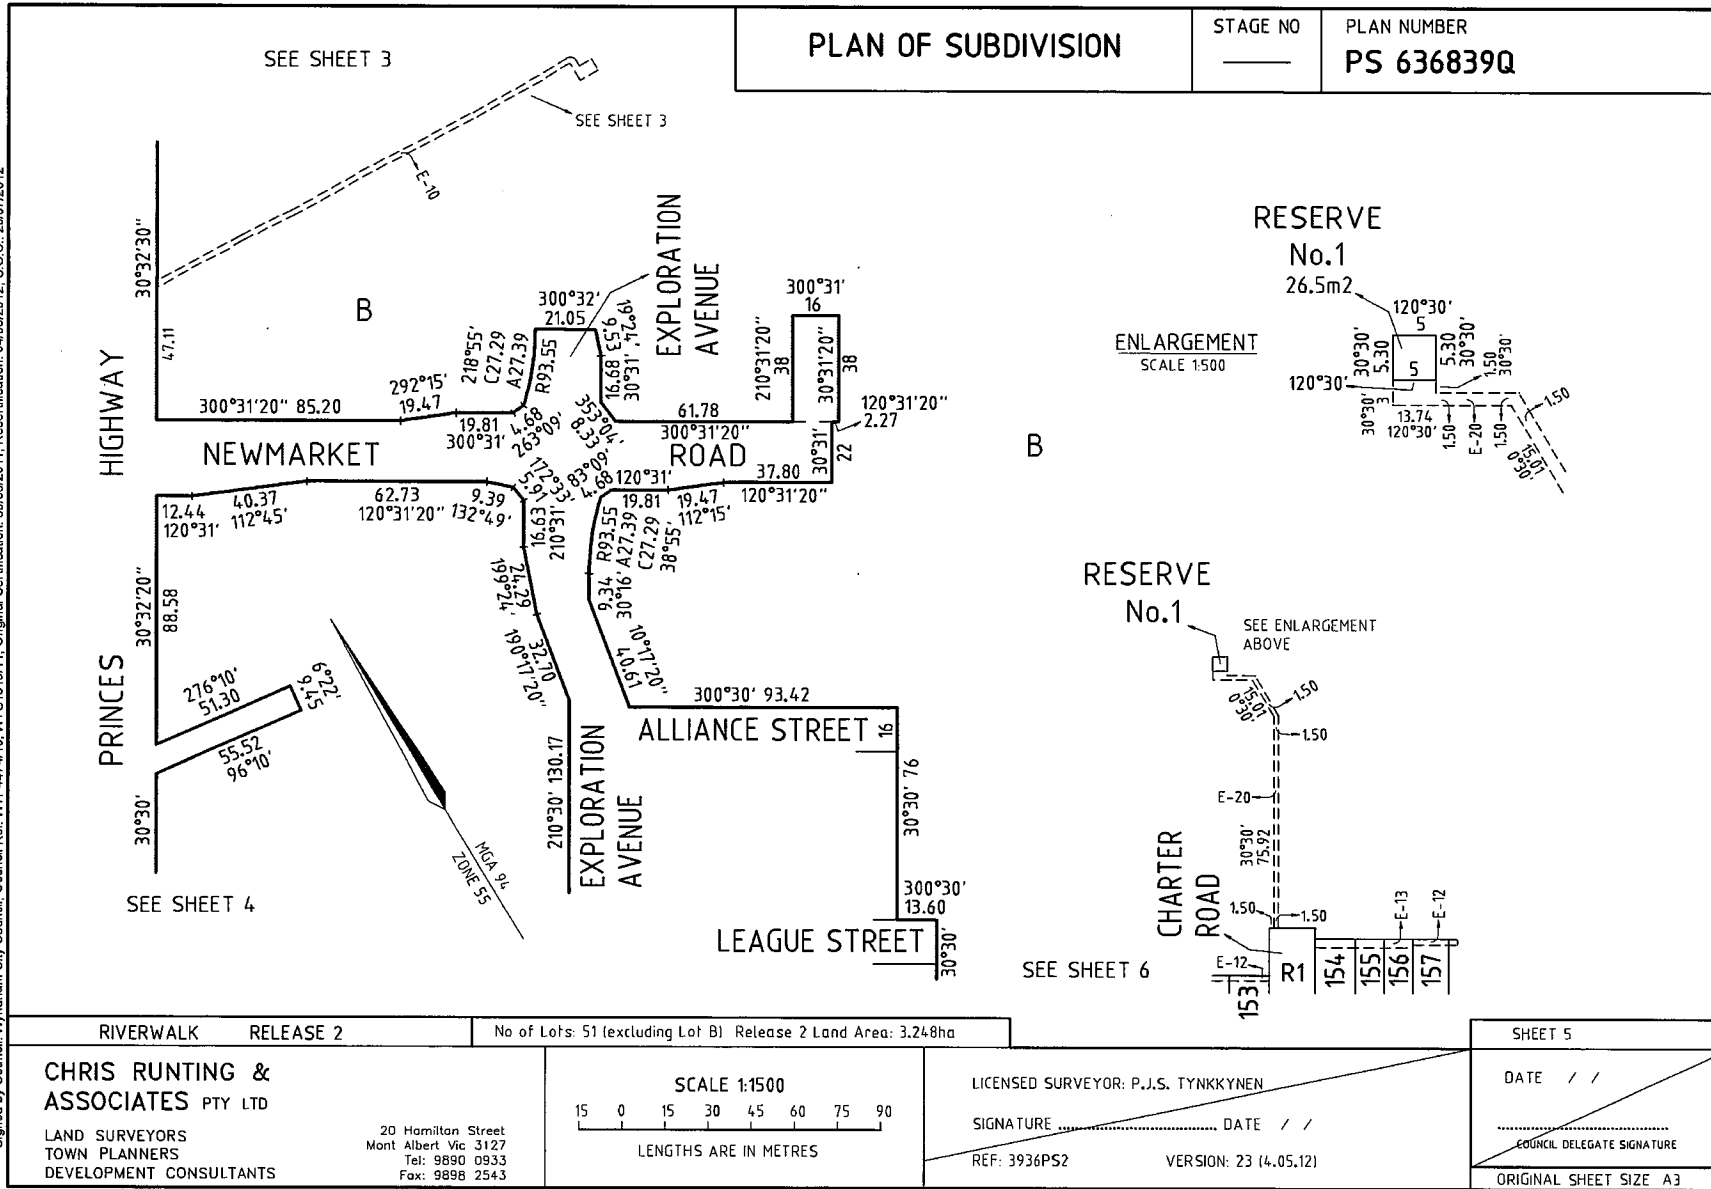 PLAN OF SUBDIVISION
STAGE NO
PLAN NUMBER
PS 636839Q
SEE SHEET 3
SEE SHEET 3
E-10
30°32'30"
47.11
B
HIGHWAY
300°31'20" 85.20
292°15'
19.47
218°55'
C27.29
A27.39
R93.55
19.81
300°31'
4.68
263°09'
300°32'
21.05
19°24'
9.53
16.68
30°31'
353°04'
8.33
EXPLORATION
AVENUE
61.78
300°31'20"
300°31'
16
210°31'20"
38
30°31'20"
38
120°31'20"
2.27
30°31'
22
NEWMARKET
ROAD
12.44
120°31'
40.37
112°45'
62.73
120°31'20"
9.39
132°49'
172°33'
5.91
83°09'
4.68
120°31'
19.81
19.47
112°15'
37.80
120°31'20"
16.63
210°31'
R93.55
A27.39
C27.29
38°55'
24.29
199°24'
9.34
30°16'
32.70
190°17'20"
10°17'20"
40.61
30°32'20"
88.58
PRINCES
276°10'
51.30
6°22'
9.45
55.52
96°10'
30°30'
SEE SHEET 4
MGA 94
ZONE 55
300°30' 93.42
ALLIANCE STREET
16
210°30' 130.17
EXPLORATION
AVENUE
30°30' 76
300°30'
13.60
LEAGUE STREET
30°30'
B
RESERVE
No.1
26.5m2
ENLARGEMENT
SCALE 1:500
120°30'
5
30°30'
5.30
5.30
30°30'
5
120°30'
1.50
30°30'
30°30'
3
13.74
120°30'
1.50
E-20
1.50
1.50
15.01
0°30'
RESERVE
No.1
SEE ENLARGEMENT
ABOVE
1.50
15.01
0°30'
1.50
E-20
30°30'
75.92
CHARTER
ROAD
1.50
1.50
E-13
E-12
SEE SHEET 6
E-12
153
R1
154
155
156
157
RIVERWALK RELEASE 2
No of Lots: 51 (excluding Lot B) Release 2 Land Area: 3.248ha
SHEET 5
CHRIS RUNTING &
ASSOCIATES PTY LTD
LAND SURVEYORS
TOWN PLANNERS
DEVELOPMENT CONSULTANTS
20 Hamilton Street
Mont Albert Vic 3127
Tel: 9890 0933
Fax: 9898 2543
SCALE 1:1500
15 0 15 30 45 60 75 90
LENGTHS ARE IN METRES
LICENSED SURVEYOR: P.J.S. TYNKKYNEN
SIGNATURE DATE / /
REF: 3936PS2 VERSION: 23 (4.05.12)
DATE / /
COUNCIL DELEGATE SIGNATURE
ORIGINAL SHEET SIZE A3